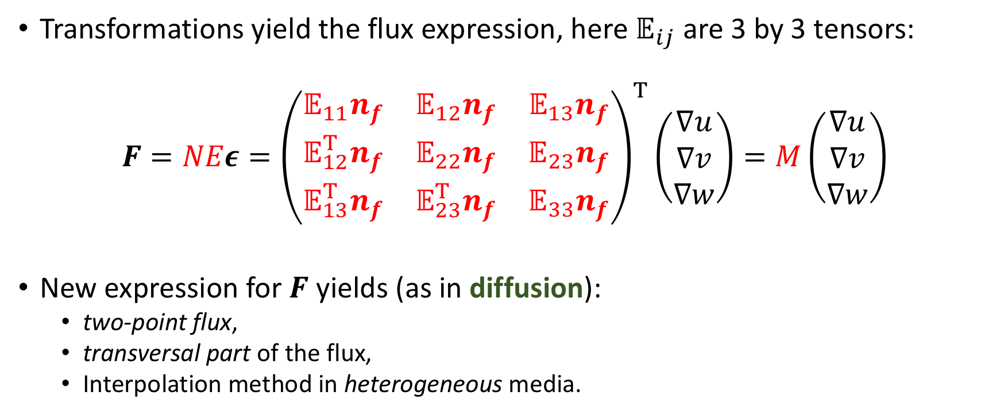 • Transformations yield the flux expression, here 𝔼ᵢⱼ are 3 by 3 tensors:
$\boldsymbol{F} = NE\boldsymbol{\epsilon} = \begin{pmatrix} \mathbb{E}_{11}\boldsymbol{n_f} & \mathbb{E}_{12}\boldsymbol{n_f} & \mathbb{E}_{13}\boldsymbol{n_f} \\ \mathbb{E}_{12}^{\mathrm{T}}\boldsymbol{n_f} & \mathbb{E}_{22}\boldsymbol{n_f} & \mathbb{E}_{23}\boldsymbol{n_f} \\ \mathbb{E}_{13}^{\mathrm{T}}\boldsymbol{n_f} & \mathbb{E}_{23}^{\mathrm{T}}\boldsymbol{n_f} & \mathbb{E}_{33}\boldsymbol{n_f} \end{pmatrix}^{\mathrm{T}} \begin{pmatrix} \nabla u \\ \nabla v \\ \nabla w \end{pmatrix} = M \begin{pmatrix} \nabla u \\ \nabla v \\ \nabla w \end{pmatrix}$
• New expression for 𝑭 yields (as in diffusion):
• two-point flux,
• transversal part of the flux,
• Interpolation method in heterogeneous media.